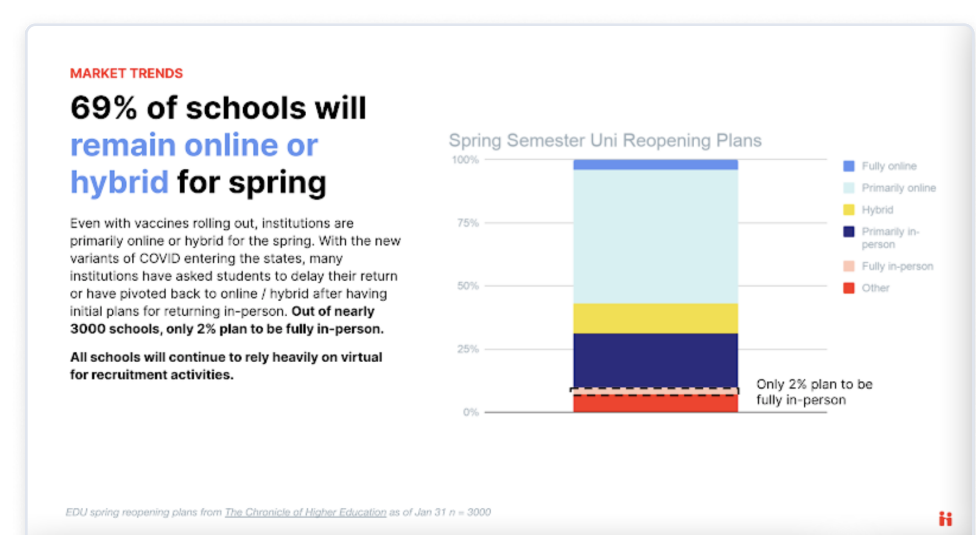 MARKET TRENDS
69% of schools will
remain online or
hybrid for spring
Even with vaccines rolling out, institutions are
primarily online or hybrid for the spring. With the new
variants of COVID entering the states, many
institutions have asked students to delay their return
or have pivoted back to online / hybrid after having
initial plans for returning in-person. Out of nearly
3000 schools, only 2% plan to be fully in-person.
All schools will continue to rely heavily on virtual
for recruitment activities.
Spring Semester Uni Reopening Plans
100%
75%
50%
25%
0%
Fully online
Primarily online
Hybrid
Primarily in-
person
Fully in-person
Other
Only 2% plan to be
fully in-person
EDU spring reopening plans from The Chronicle of Higher Education as of Jan 31 n = 3000